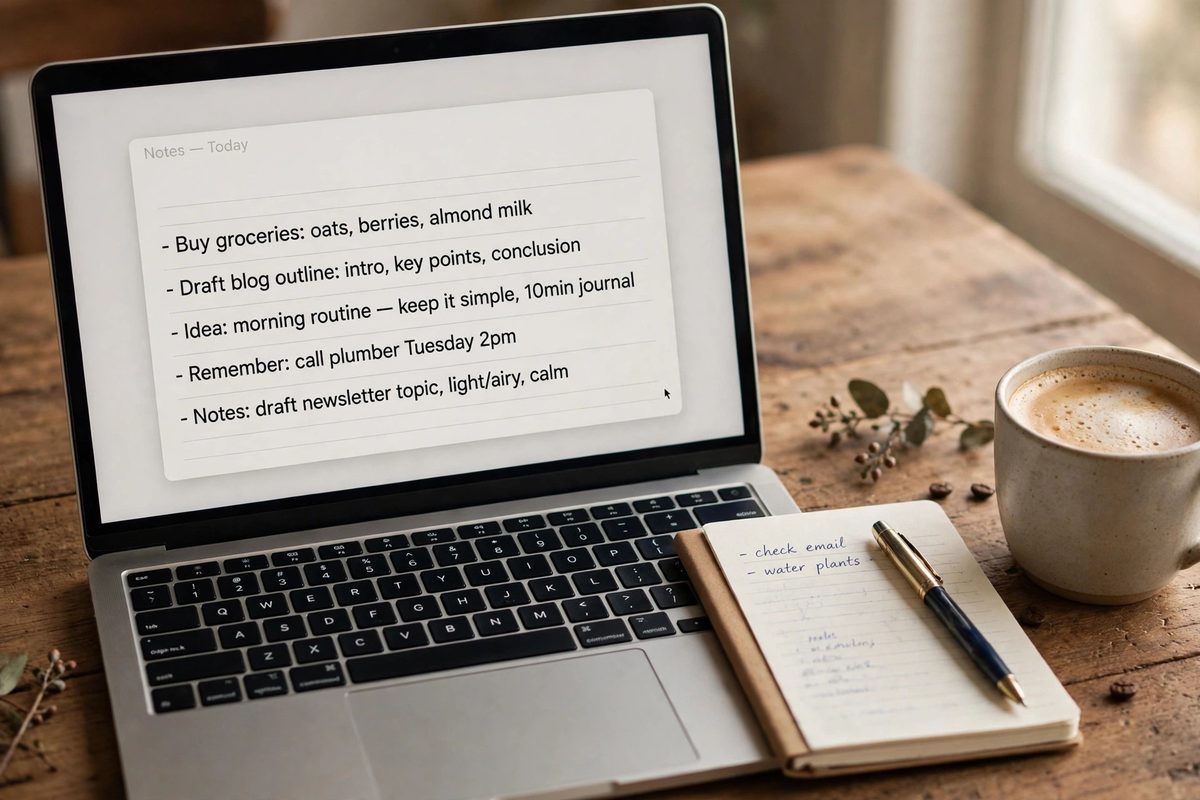 Notes — Today
- Buy groceries: oats, berries, almond milk
- Draft blog outline: intro, key points, conclusion
- Idea: morning routine — keep it simple, 10min journal
- Remember: call plumber Tuesday 2pm
- Notes: draft newsletter topic, light/airy, calm
- check email
- water plants